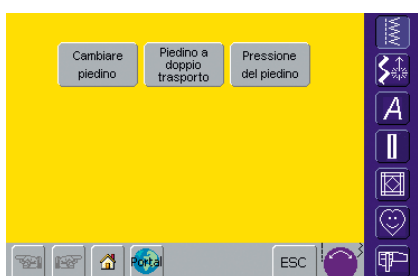 Cambiare
piedino
Piedino a
doppio
trasporto
Pressione
del piedino
A
Portal
ESC